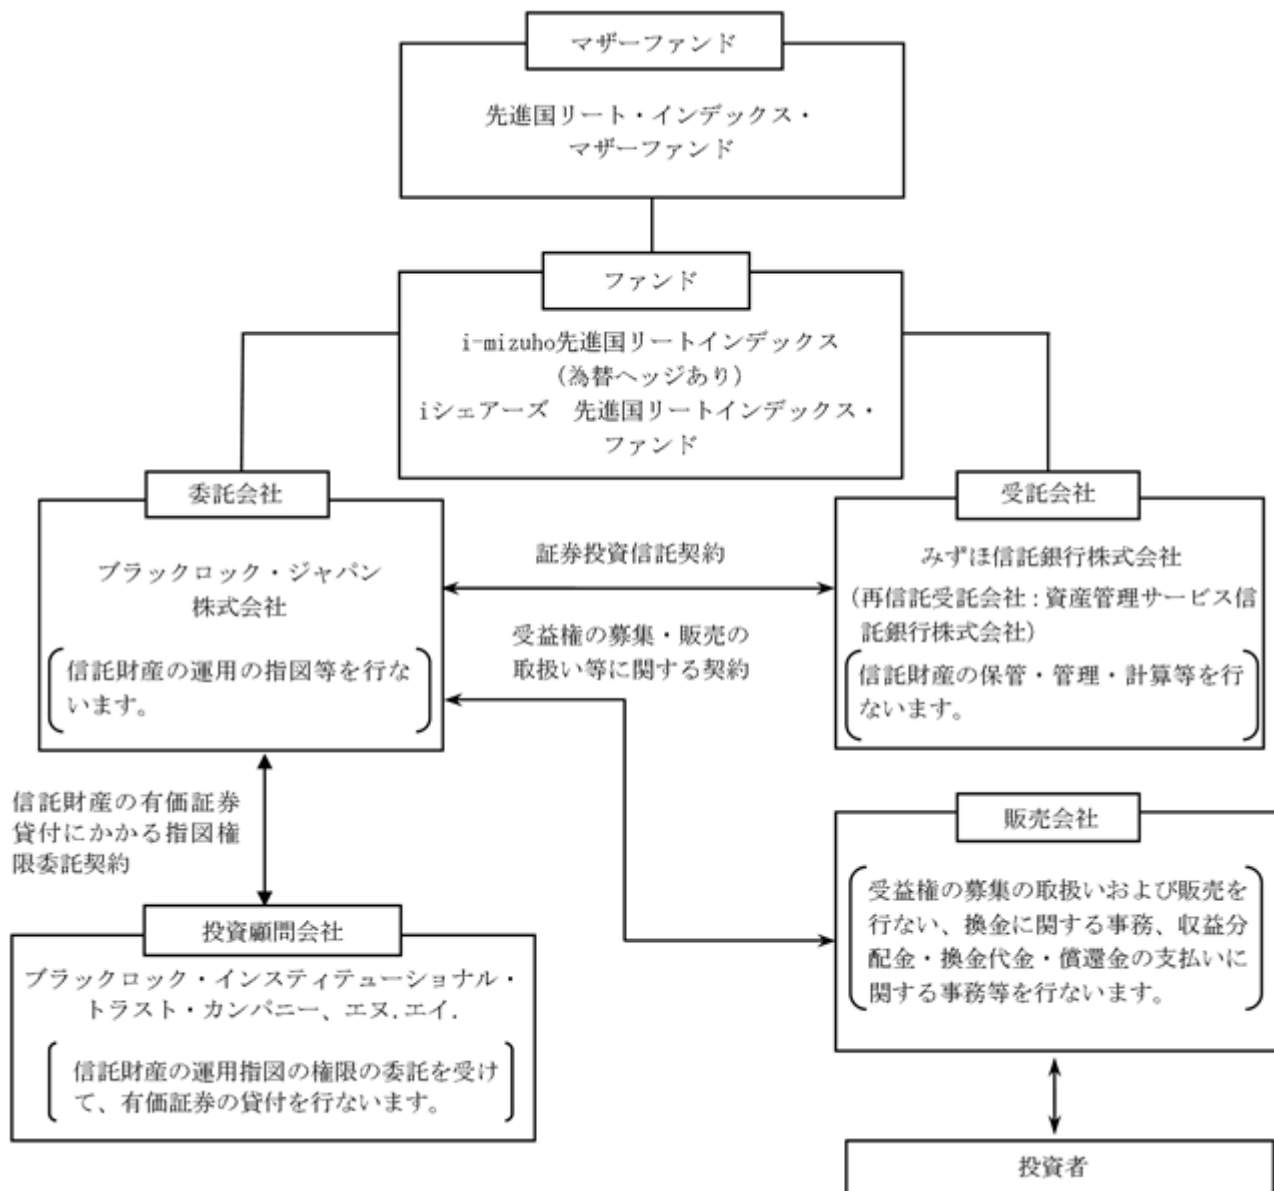 マザーファンド
先進国リート・インデックス・
マザーファンド
ファンド
i-mizuho先進国リートインデックス
(為替ヘッジあり)
iシェアーズ　先進国リートインデックス・
ファンド
委託会社
ブラックロック・ジャパン
株式会社
信託財産の運用の指図等を行な
います。
証券投資信託契約
受益権の募集・販売の
取扱い等に関する契約
受託会社
みずほ信託銀行株式会社
(再信託受託会社:資産管理サービス信
託銀行株式会社)
信託財産の保管・管理・計算等を行
ないます。
信託財産の有価証券
貸付にかかる指図権
限委託契約
販売会社
受益権の募集の取扱いおよび販売を
行ない、換金に関する事務、収益分
配金・換金代金・償還金の支払いに
関する事務等を行ないます。
投資顧問会社
ブラックロック・インスティテューショナル・
トラスト・カンパニー、エヌ.エイ.
信託財産の運用指図の権限の委託を受け
て、有価証券の貸付を行ないます。
投資者